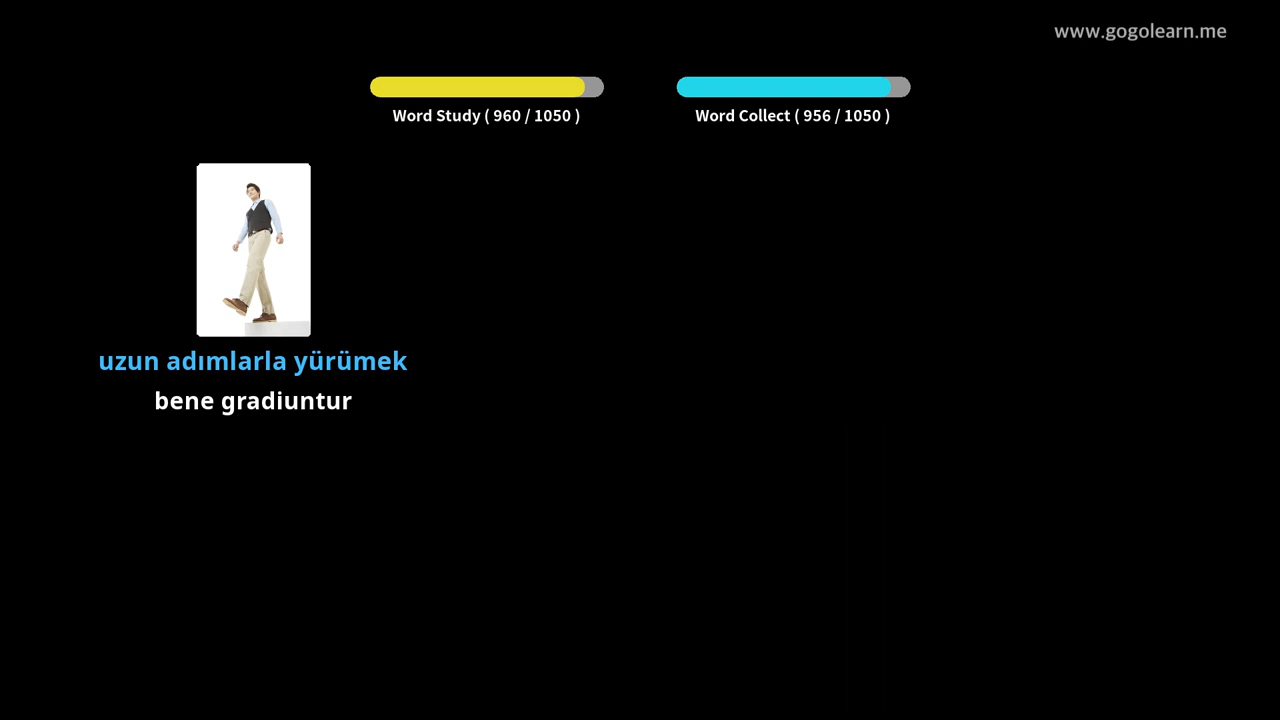 www.gogolearn.me
Word Study ( 960 / 1050 )
Word Collect ( 956 / 1050 )
uzun adımlarla yürümek
bene gradiuntur